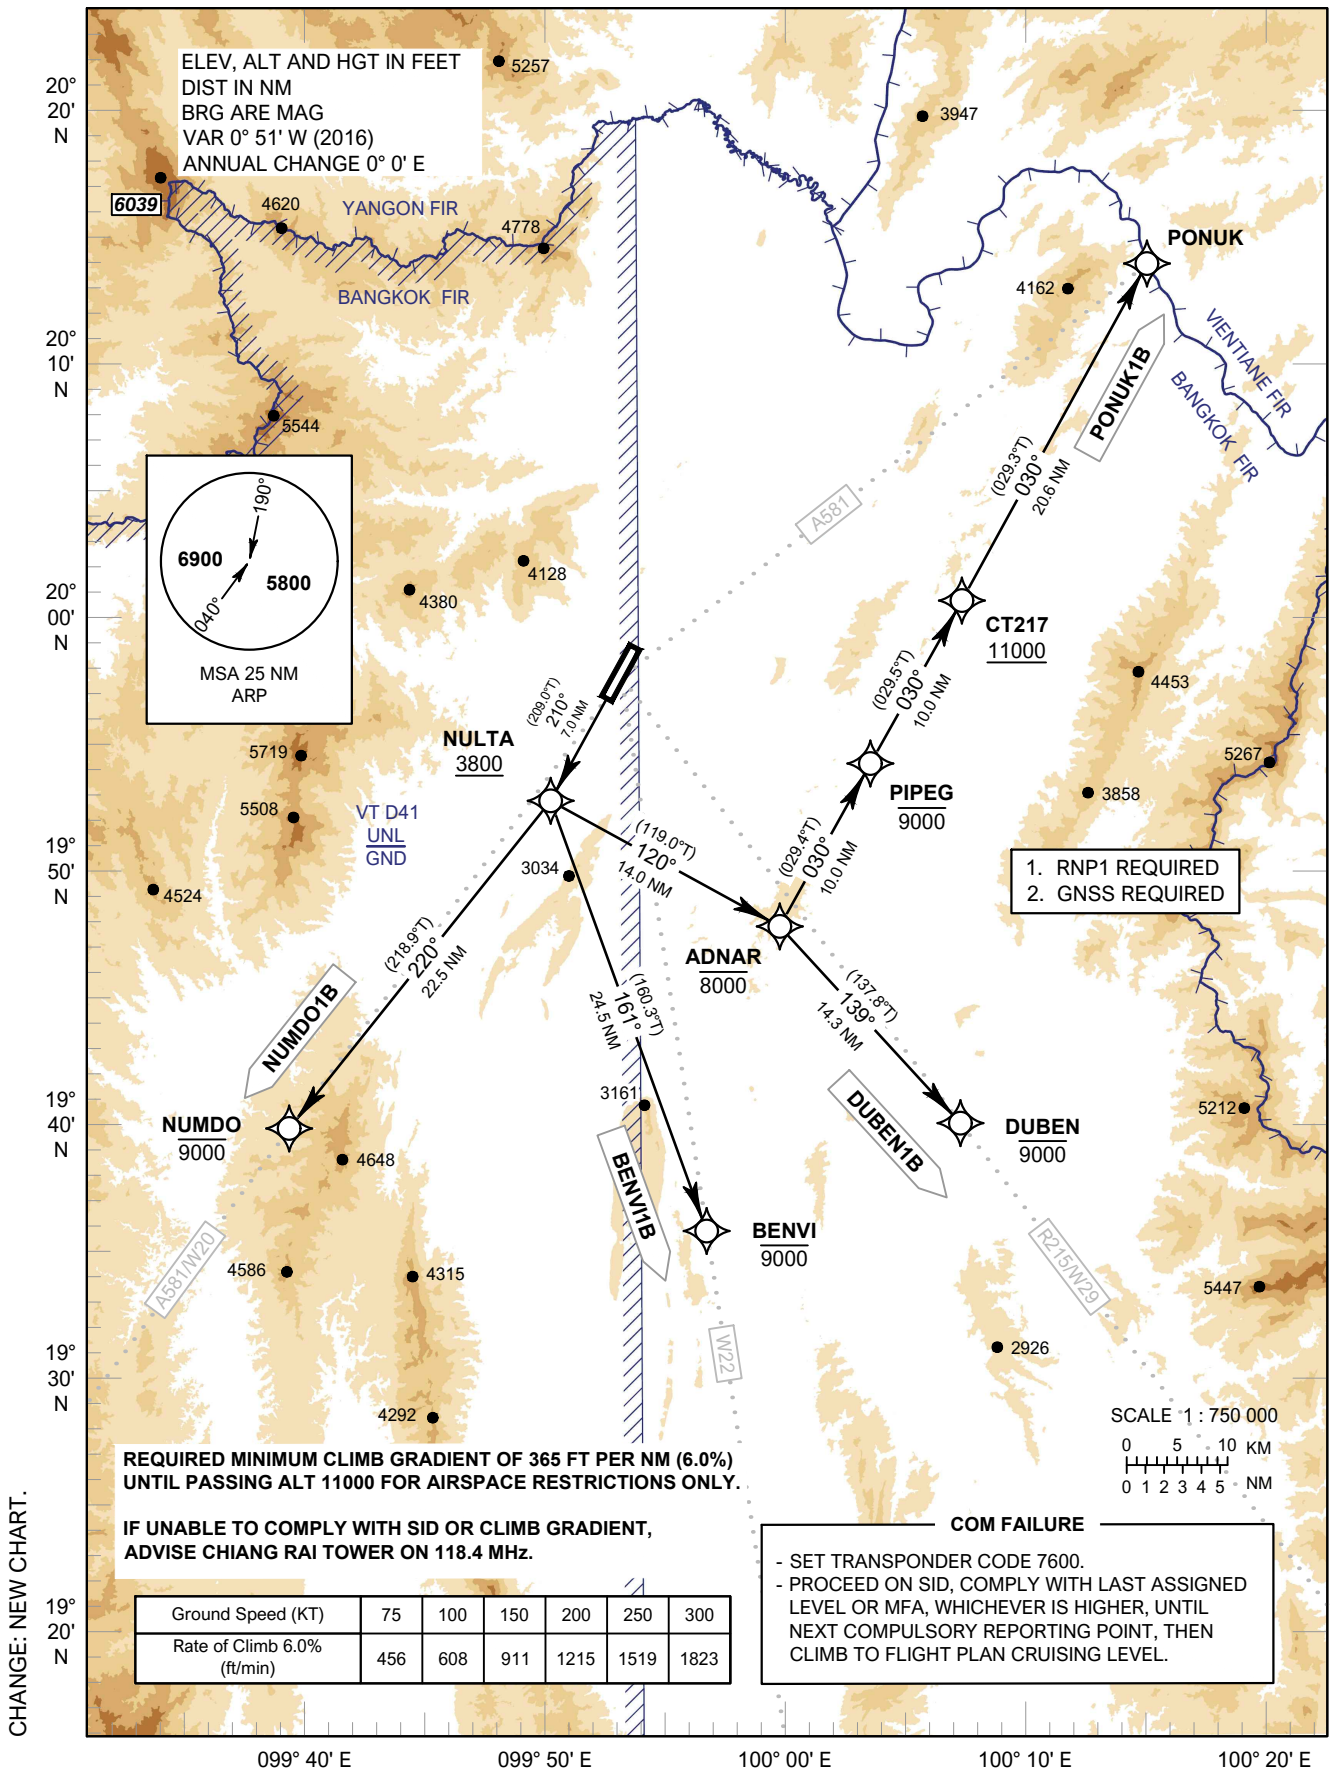 ELEV, ALT AND HGT IN FEET
DIST IN NM
BRG ARE MAG
VAR 0° 51' W (2016)
ANNUAL CHANGE 0° 0' E
5257
3947
20°
20'
N
6039
4620
YANGON FIR
4778
BANGKOK FIR
PONUK
4162
VIENTIANE FIR
BANGKOK FIR
20°
10'
N
PONUK1B
5544
(029.3°T)
030°
20.6 NM
A581
190°
6900
5800
040°
MSA 25 NM
ARP
4128
4380
20°
00'
N
CT217
11000
(029.5°T)
030°
10.0 NM
4453
(209.0°T)
210°
7.0 NM
NULTA
3800
5719
5508
VT D41
UNL
GND
5267
3858
PIPEG
9000
(119.0°T)
120°
14.0 NM
(029.4°T)
030°
10.0 NM
3034
19°
50'
N
4524
1. RNP1 REQUIRED
2. GNSS REQUIRED
ADNAR
8000
(218.9°T)
220°
22.5 NM
(160.3°T)
161°
24.5 NM
(137.8°T)
139°
14.3 NM
NUMDO1B
3161
DUBEN1B
5212
19°
40'
N
NUMDO
9000
DUBEN
9000
4648
BENVI1B
BENVI
9000
A581/W20
4586
4315
R215/W29
5447
W22
19°
30'
N
2926
4292
SCALE 1 : 750 000
0 5 10 KM
0 1 2 3 4 5 NM
REQUIRED MINIMUM CLIMB GRADIENT OF 365 FT PER NM (6.0%)
UNTIL PASSING ALT 11000 FOR AIRSPACE RESTRICTIONS ONLY.
IF UNABLE TO COMPLY WITH SID OR CLIMB GRADIENT,
ADVISE CHIANG RAI TOWER ON 118.4 MHz.
COM FAILURE
- SET TRANSPONDER CODE 7600.
- PROCEED ON SID, COMPLY WITH LAST ASSIGNED
LEVEL OR MFA, WHICHEVER IS HIGHER, UNTIL
NEXT COMPULSORY REPORTING POINT, THEN
CLIMB TO FLIGHT PLAN CRUISING LEVEL.
19°
20'
N
Ground Speed (KT) 75 100 150 200 250 300
Rate of Climb 6.0%
(ft/min) 456 608 911 1215 1519 1823
CHANGE: NEW CHART.
099° 40' E 099° 50' E 100° 00' E 100° 10' E 100° 20' E